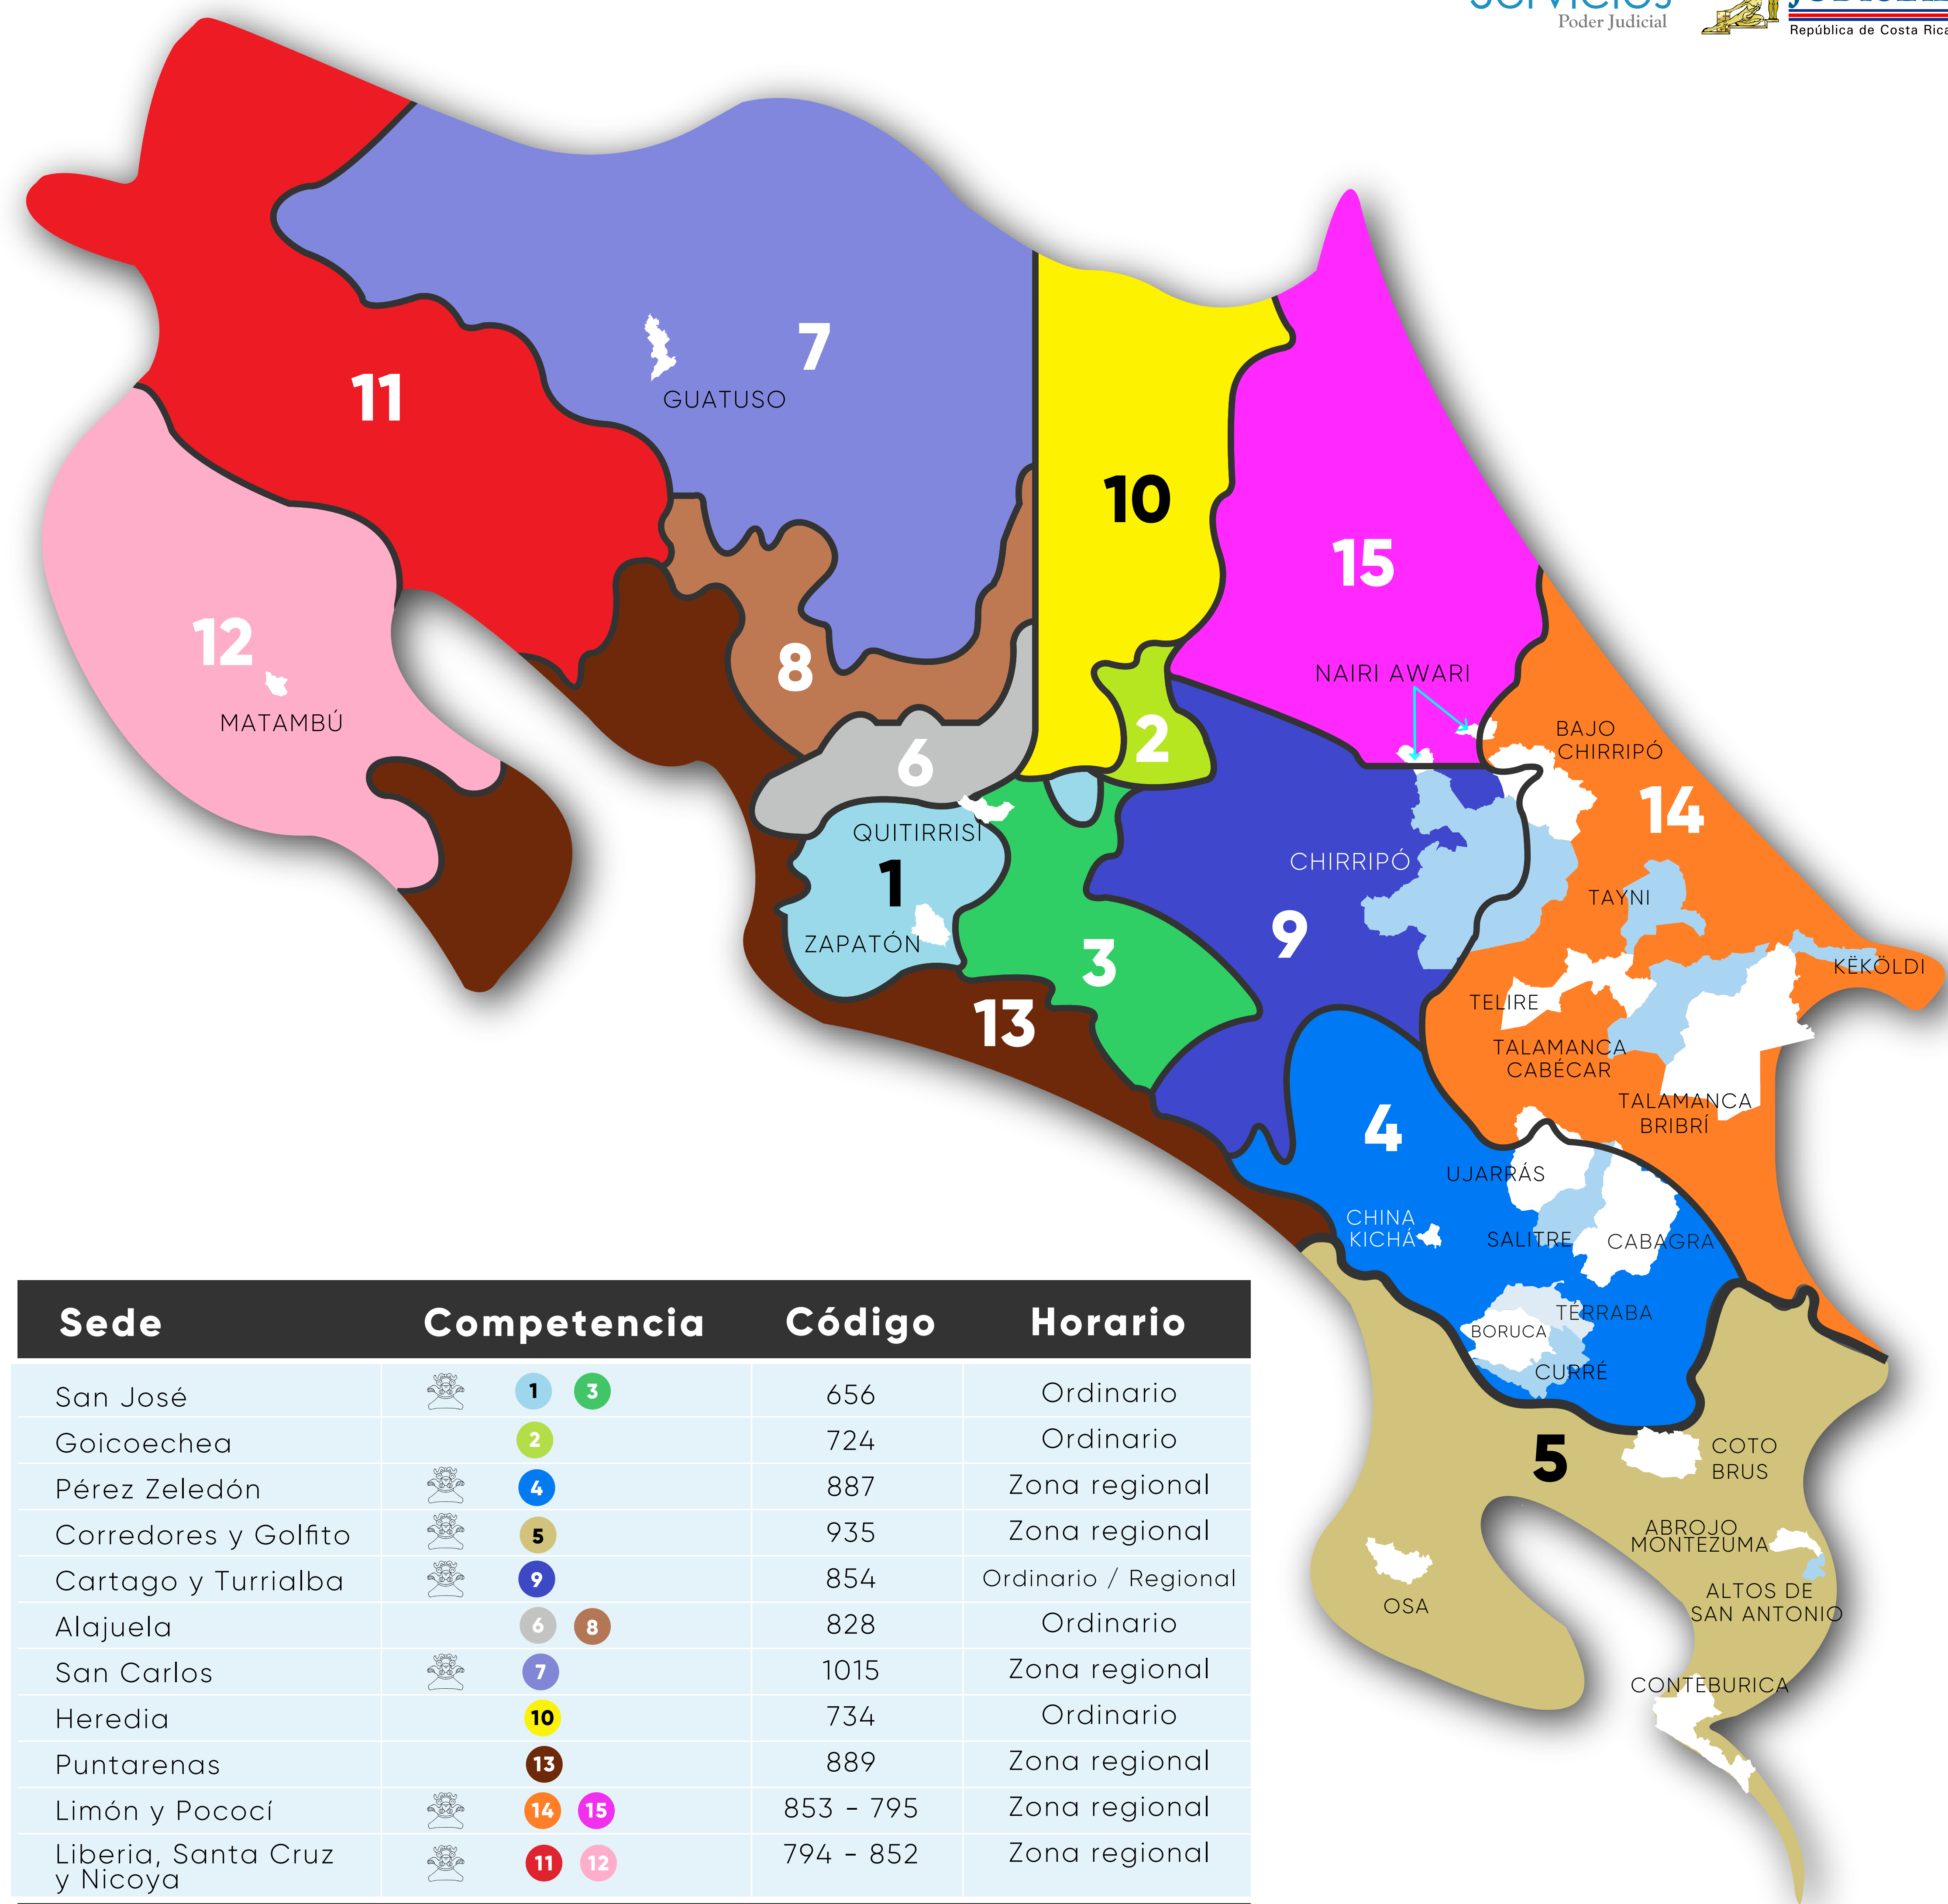 Servicios
Poder Judicial
JUDICIAL
República de Costa Rica
7
GUATUSO
11
10
15
12
MATAMBÚ
8
NAIRI AWARI
2
6
BAJO
CHIRRIPÓ
14
QUITIRRISÍ
1
CHIRRIPÓ
TAYNI
ZAPATÓN
9
3
KÉKÖLDI
TELIRE
13
TALAMANCA
CABÉCAR
TALAMANCA
BRIBRÍ
4
UJARRÁS
CHINA
KICHÁ
SALITRE
CABAGRA
TÉRRABA
BORUCA
CURRÉ
5
COTO
BRUS
ABROJO
MONTEZUMA
ALTOS DE
SAN ANTONIO
OSA
CONTEBURICA
Sede Competencia Código Horario
San José 1 3 656 Ordinario
Goicoechea 2 724 Ordinario
Pérez Zeledón 4 887 Zona regional
Corredores y Golfito 5 935 Zona regional
Cartago y Turrialba 9 854 Ordinario / Regional
Alajuela 6 8 828 Ordinario
San Carlos 7 1015 Zona regional
Heredia 10 734 Ordinario
Puntarenas 13 889 Zona regional
Limón y Pococí 14 15 853 - 795 Zona regional
Liberia, Santa Cruz
y Nicoya 11 12 794 - 852 Zona regional